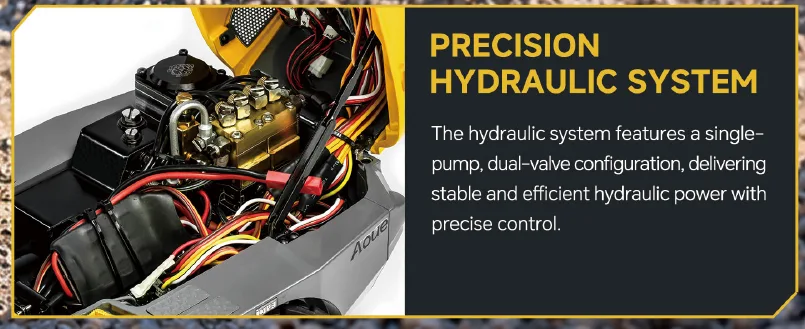 PRECISION
HYDRAULIC SYSTEM
The hydraulic system features a single-
pump, dual-valve configuration, delivering
stable and efficient hydraulic power with
precise control.
Aoue